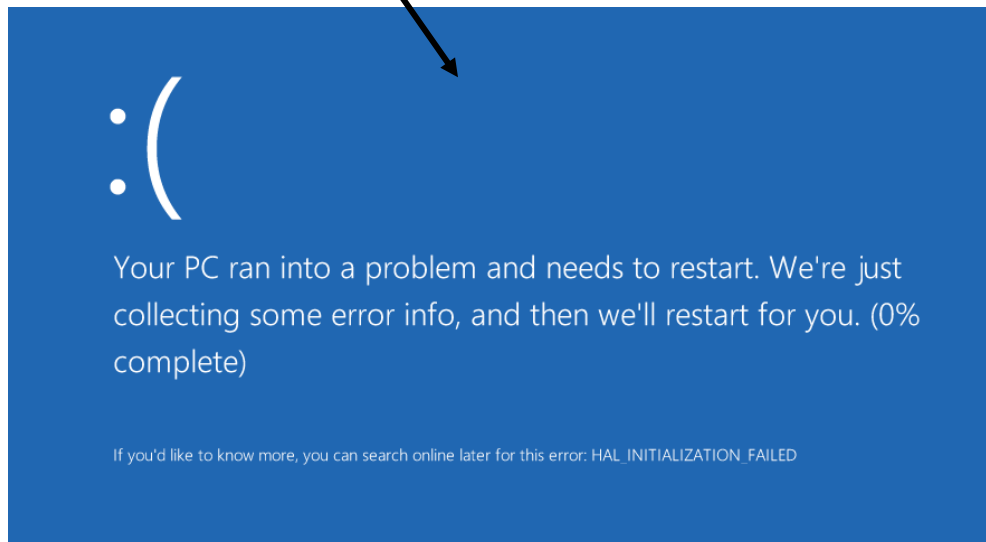 :(
Your PC ran into a problem and needs to restart. We're just
collecting some error info, and then we'll restart for you. (0%
complete)
If you'd like to know more, you can search online later for this error: HAL_INITIALIZATION_FAILED